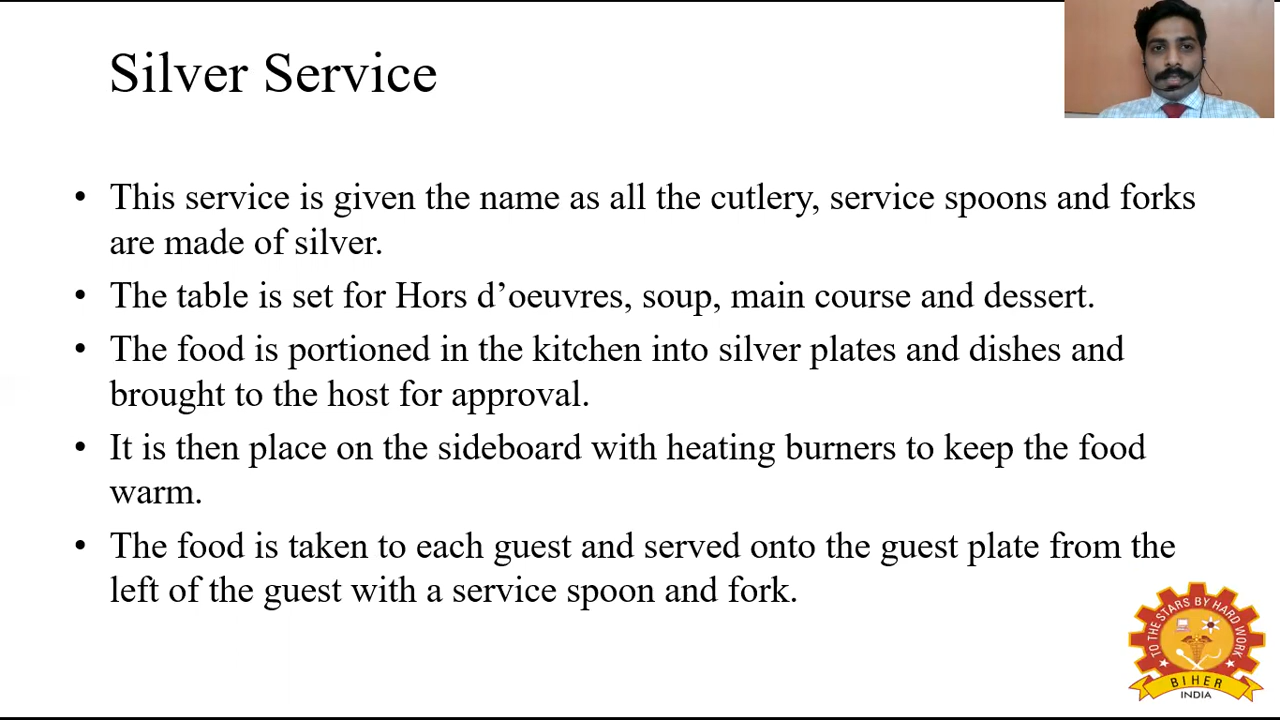 Silver Service
• This service is given the name as all the cutlery, service spoons and forks
are made of silver.
• The table is set for Hors d’oeuvres, soup, main course and dessert.
• The food is portioned in the kitchen into silver plates and dishes and
brought to the host for approval.
• It is then place on the sideboard with heating burners to keep the food
warm.
• The food is taken to each guest and served onto the guest plate from the
left of the guest with a service spoon and fork.
TO THE STARS BY HARD WORK
BIHER
INDIA